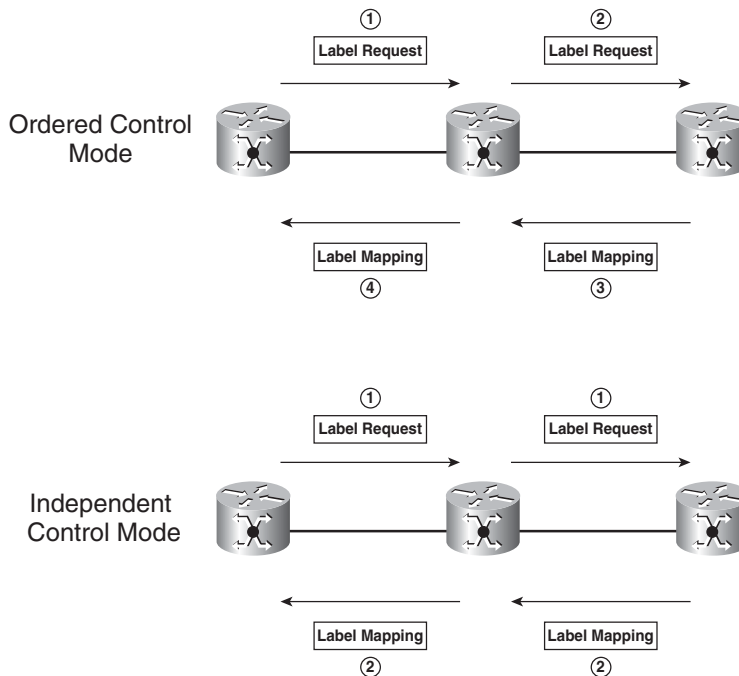 ①
②
Label Request
Label Request
Ordered Control
Mode
Label Mapping
Label Mapping
④
③
①
①
Label Request
Label Request
Independent
Control Mode
Label Mapping
Label Mapping
②
②